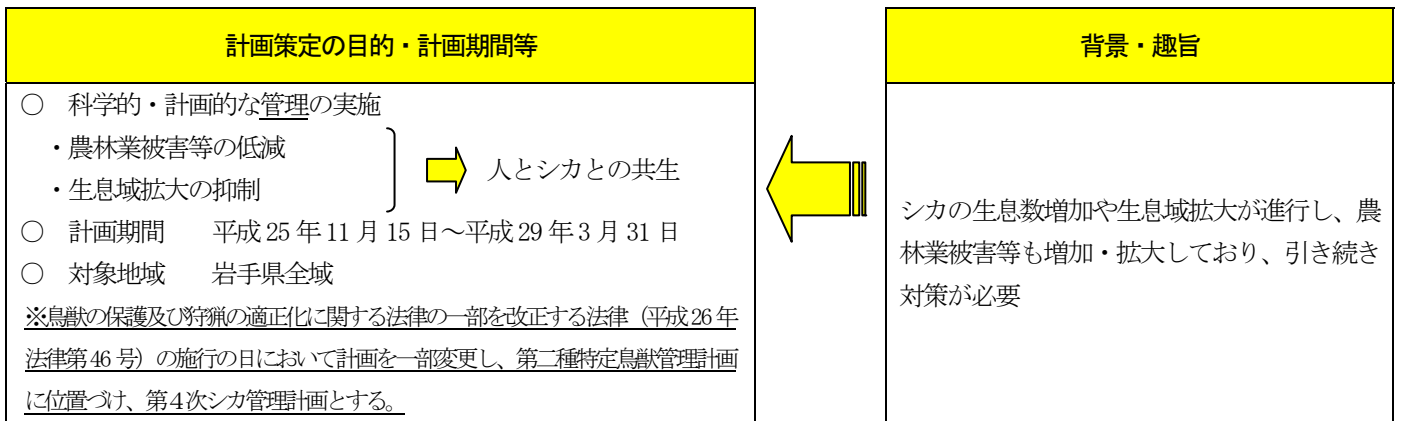 計画策定の目的・計画期間等
○ 科学的・計画的な管理の実施
・農林業被害等の低減
・生息域拡大の抑制
人とシカとの共生
○ 計画期間 平成25年11月15日～平成29年3月31日
○ 対象地域 岩手県全域
※鳥獣の保護及び狩猟の適正化に関する法律の一部を改正する法律（平成26年
法律第46号）の施行の日において計画を一部変更し、第二種特定鳥獣管理計画
に位置づけ、第４次シカ管理計画とする。
背景・趣旨
シカの生息数増加や生息域拡大が進行し、農
林業被害等も増加・拡大しており、引き続き
対策が必要